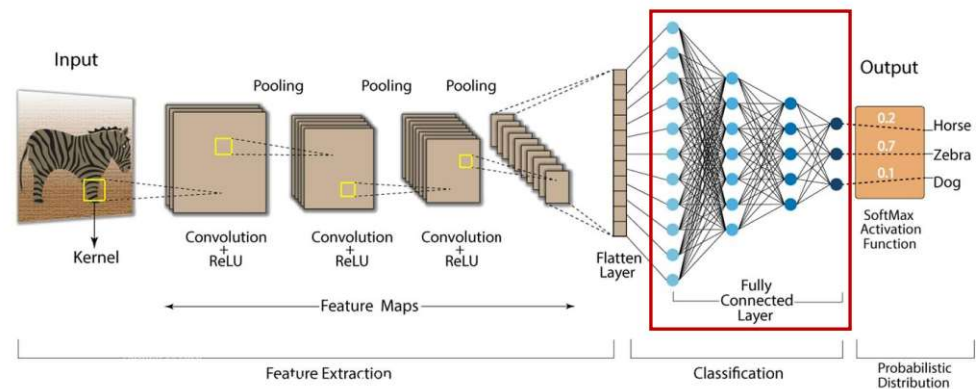 Input
Kernel
Convolution
+
ReLU
Pooling
Convolution
+
ReLU
Pooling
Convolution
+
ReLU
Pooling
Feature Maps
Flatten
Layer
Fully
Connected
Layer
Output
0.2
Horse
0.7
Zebra
0.1
Dog
SoftMax
Activation
Function
Feature Extraction
Classification
Probabilistic
Distribution